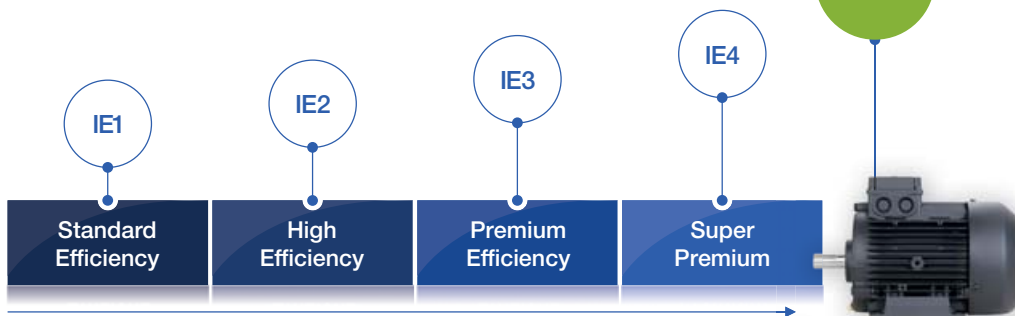 IE1
IE2
IE3
IE4
Standard
Efficiency
High
Efficiency
Premium
Efficiency
Super
Premium